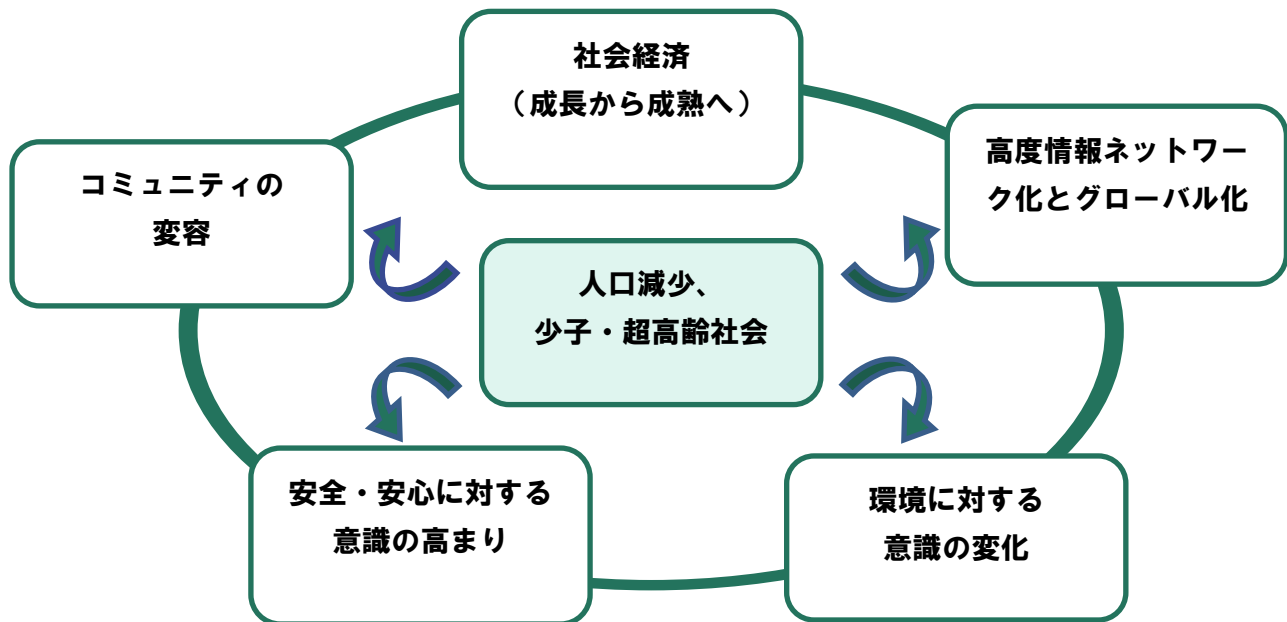 社会経済
（成長から成熟へ）
高度情報ネットワー
ク化とグローバル化
コミュニティの
変容
人口減少、
少子・超高齢社会
安全・安心に対する
意識の高まり
環境に対する
意識の変化